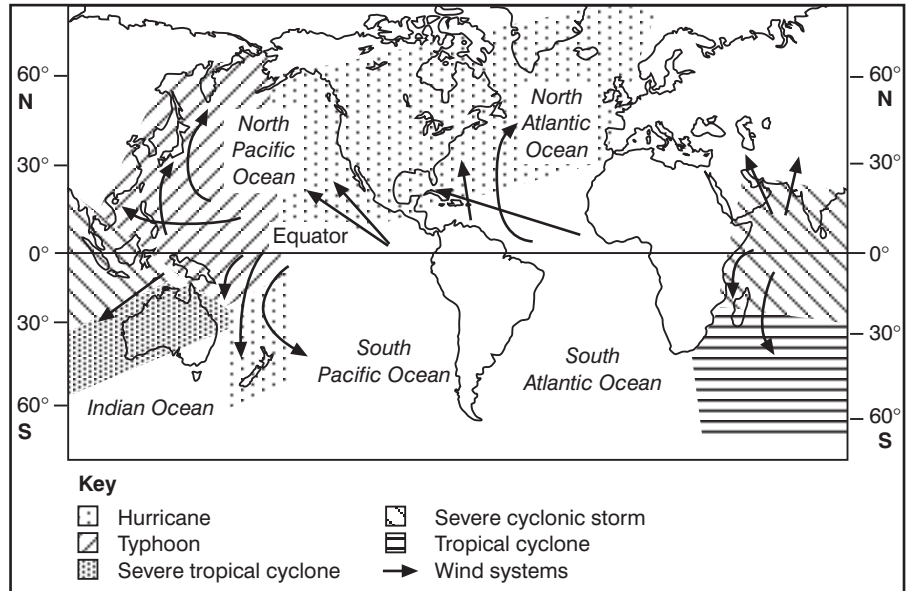 60°
N
60°
N
North
Pacific
Ocean
North
Atlantic
Ocean
30°
30°
Equator
0°
0°
30°
30°
South
Pacific Ocean
South
Atlantic Ocean
Indian Ocean
60°
S
60°
S
Key
Hurricane
Severe cyclonic storm
Typhoon
Tropical cyclone
Severe tropical cyclone
Wind systems